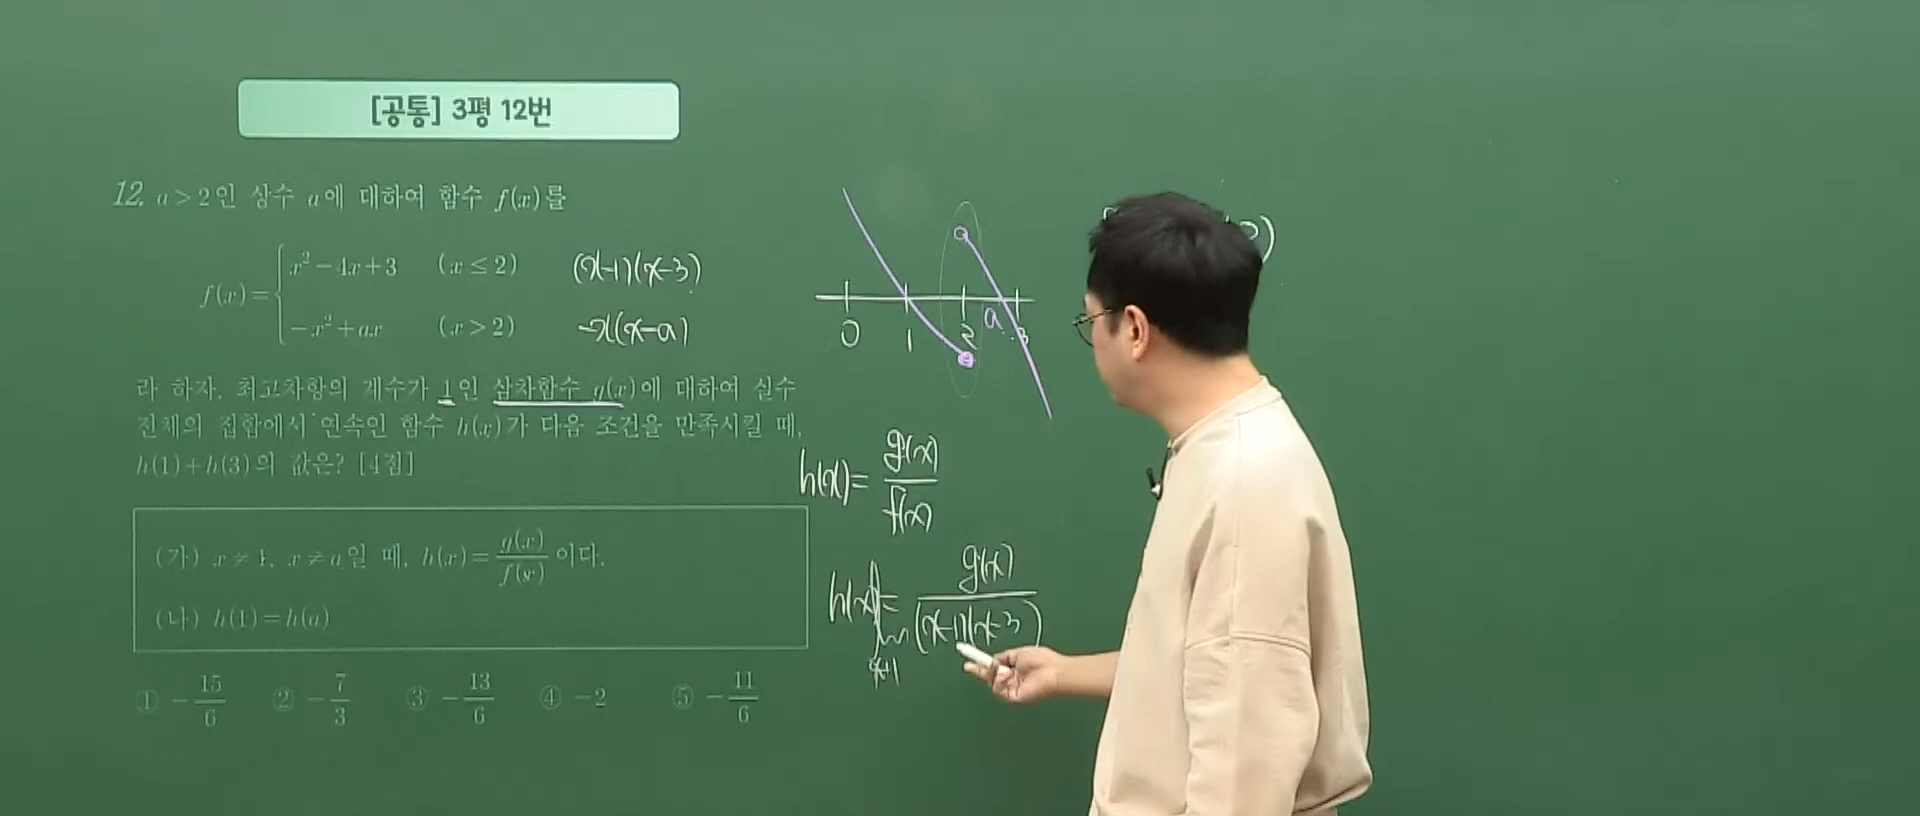 [공통] 3평 12번
12. a > 2인 상수 a에 대하여 함수 f(x)를
f(x) = { x² − 4x + 3 (x ≤ 2) (x-1)(x-3)
−x² + ax (x > 2) -x(x-a)
라 하자. 최고차항의 계수가 1인 삼차함수 g(x)에 대하여 실수
전체의 집합에서 연속인 함수 h(x)가 다음 조건을 만족시킬 때,
h(1)+h(3)의 값은? [4점]
(가) x ≠ 1, x ≠ a일 때, h(x) = g(x)/f(x) 이다.
(나) h(1) = h(a)
① −15/6 ② −7/3 ③ −13/6 ④ −2 ⑤ −11/6
0 1 2 a 3
h(x) = g(x)/f(x)
h(x) = lim x→1 g(x)/(x-1)(x-3)